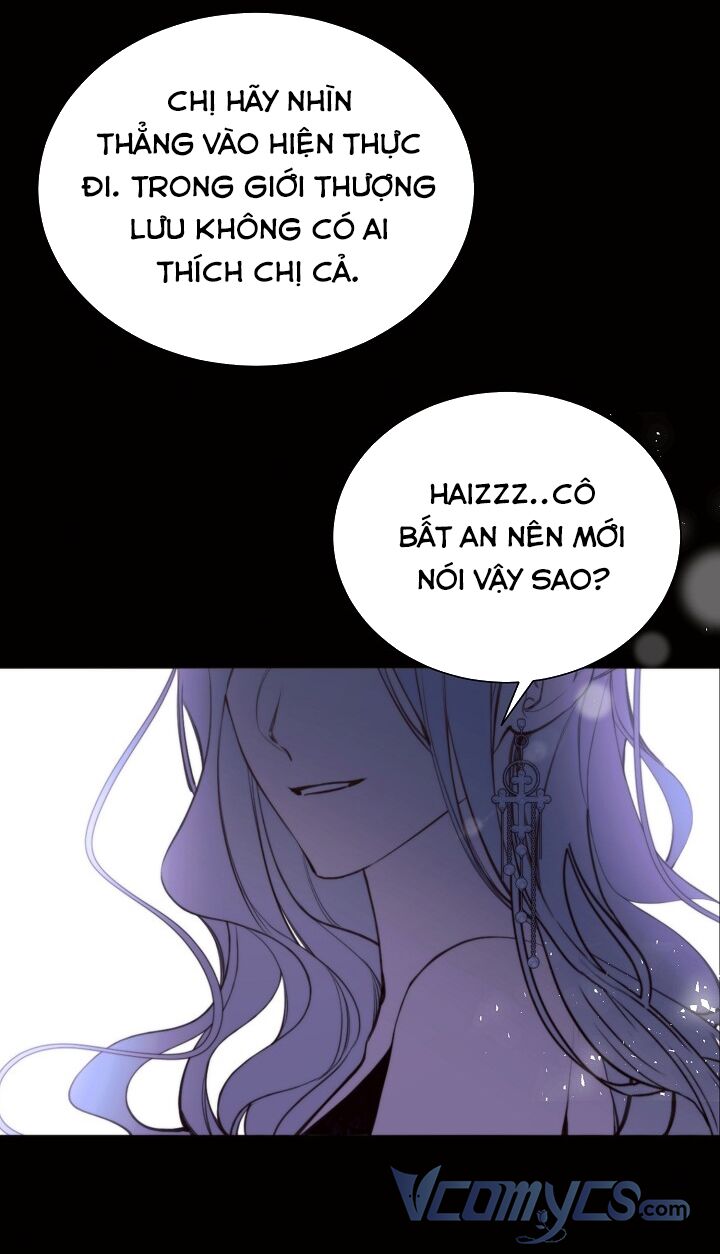 CHỊ HÃY NHÌN
THẲNG VÀO HIỆN THỰC
ĐI. TRONG GIỚI THƯỢNG
LƯU KHÔNG CÓ AI
THÍCH CHỊ CẢ.
HAIZZZ..CÔ
BẤT AN NÊN MỚI
NÓI VẬY SAO?
VCOMYCS.com